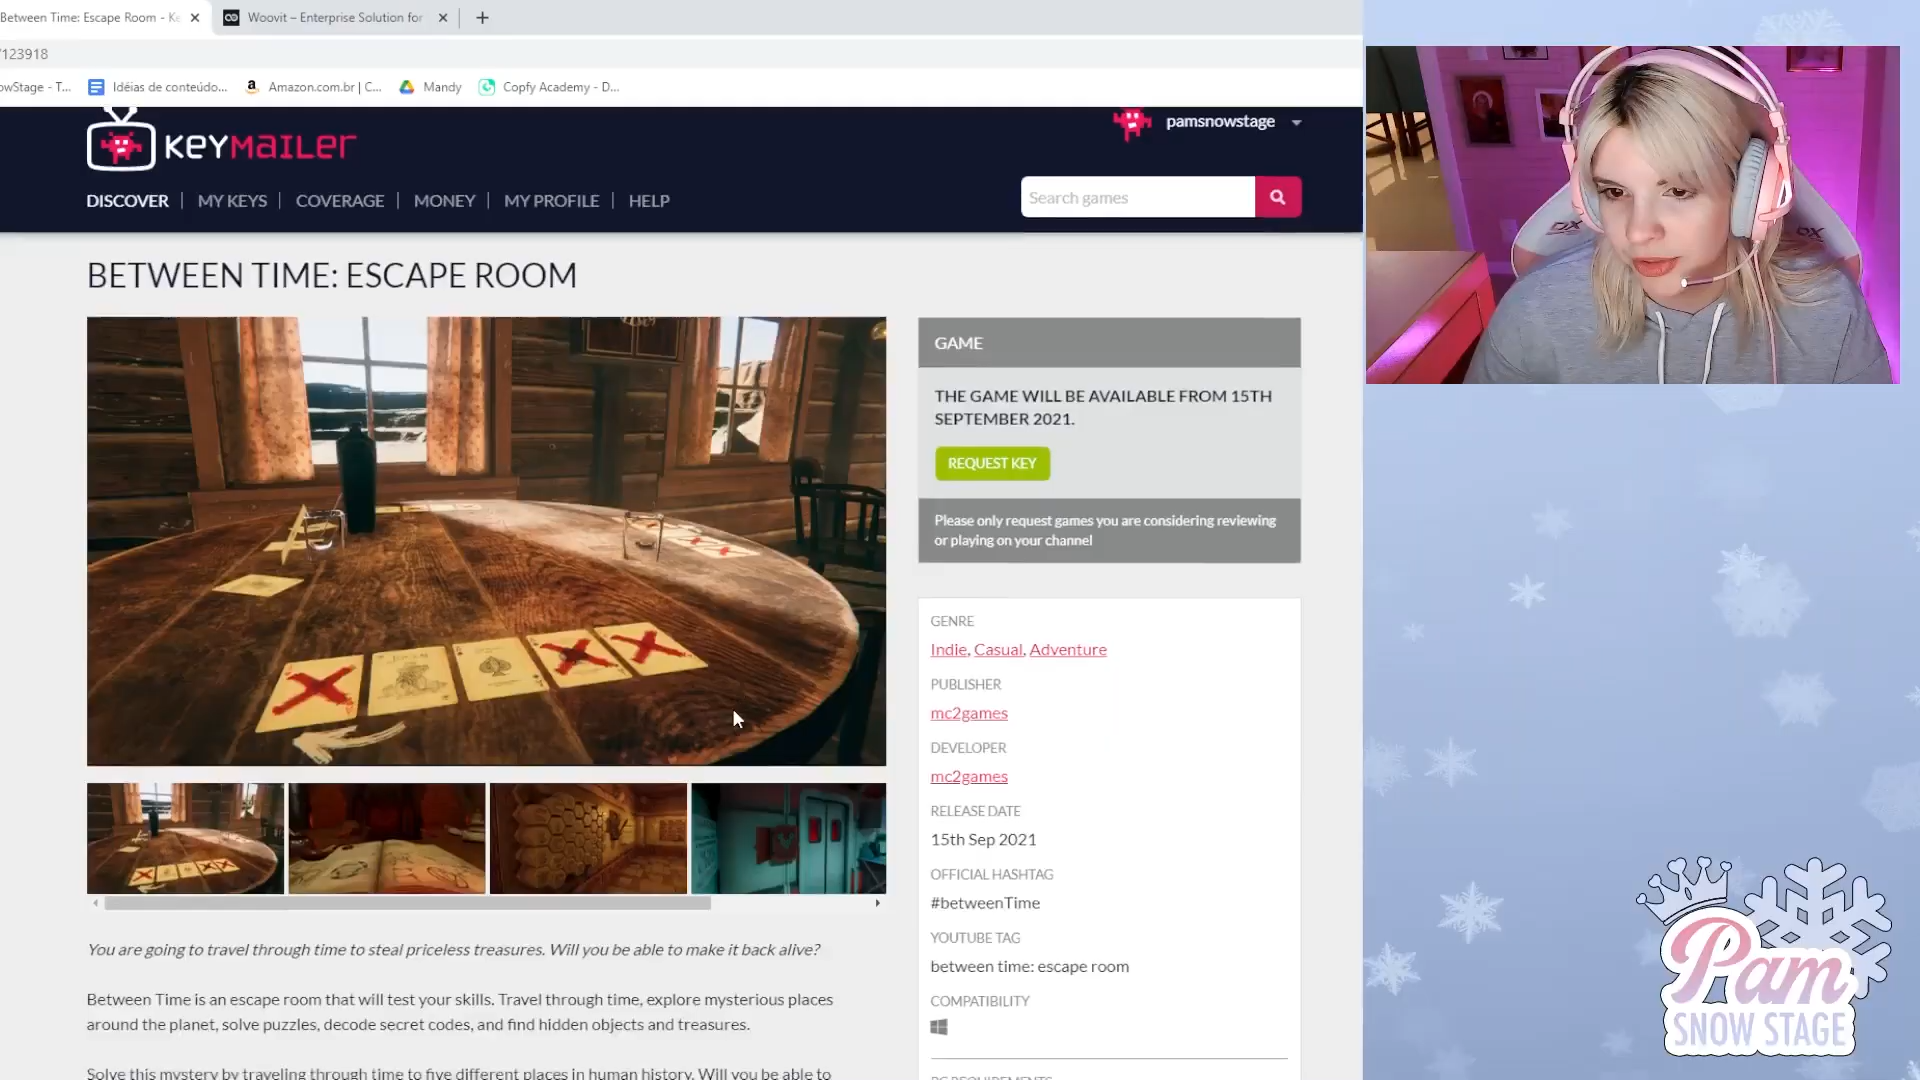 Between Time: Escape Room - Ke
Woovit – Enterprise Solution for
/123918
owStage - T...
Idéias de conteúdo...
Amazon.com.br | C...
Mandy
Copfy Academy - D...
KEYMAILER
pamsnowstage
DISCOVER
MY KEYS
COVERAGE
MONEY
MY PROFILE
HELP
Search games
BETWEEN TIME: ESCAPE ROOM
GAME
THE GAME WILL BE AVAILABLE FROM 15TH
SEPTEMBER 2021.
REQUEST KEY
Please only request games you are considering reviewing
or playing on your channel
GENRE
Indie, Casual, Adventure
PUBLISHER
mc2games
DEVELOPER
mc2games
RELEASE DATE
15th Sep 2021
OFFICIAL HASHTAG
#betweenTime
YOUTUBE TAG
between time: escape room
COMPATIBILITY
PC REQUIREMENTS
You are going to travel through time to steal priceless treasures. Will you be able to make it back alive?
Between Time is an escape room that will test your skills. Travel through time, explore mysterious places
around the planet, solve puzzles, decode secret codes, and find hidden objects and treasures.
Solve this mystery by traveling through time to five different places in human history. Will you be able to
Pam
SNOW STAGE